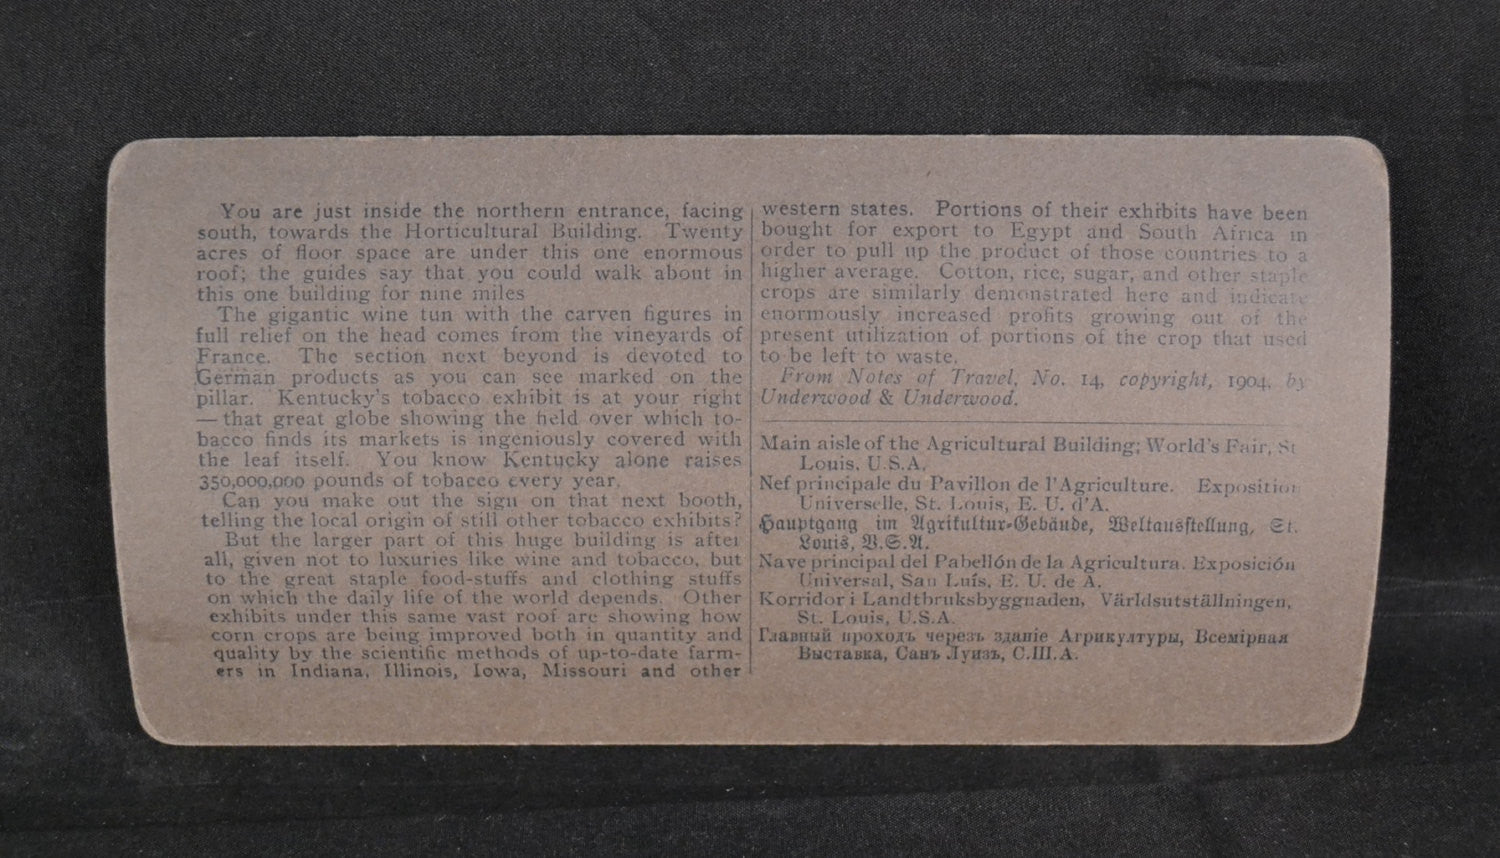 You are just inside the northern entrance, facing
south, towards the Horticultural Building. Twenty
acres of floor space are under this one enormous
roof; the guides say that you could walk about in
this one building for nine miles
The gigantic wine tun with the carven figures in
full relief on the head comes from the vineyards of
France. The section next beyond is devoted to
German products as you can see marked on the
pillar. Kentucky's tobacco exhibit is at your right
—that great globe showing the field over which to-
bacco finds its markets is ingeniously covered with
the leaf itself. You know Kentucky alone raises
350,000,000 pounds of tobacco every year.
Can you make out the sign on that next booth,
telling the local origin of still other tobacco exhibits?
But the larger part of this huge building is after
all, given not to luxuries like wine and tobacco, but
to the great staple food-stuffs and clothing stuffs
on which the daily life of the world depends. Other
exhibits under this same vast roof are showing how
corn crops are being improved both in quantity and
quality by the scientific methods of up-to-date farm-
ers in Indiana, Illinois, Iowa, Missouri and other
western states. Portions of their exhibits have been
bought for export to Egypt and South Africa in
order to pull up the product of those countries to a
higher average. Cotton, rice, sugar, and other staple
crops are similarly demonstrated here and indicate
enormously increased profits growing out of the
present utilization of portions of the crop that used
to be left to waste.
From Notes of Travel, No. 14, copyright, 1904, by
Underwood & Underwood.
Main aisle of the Agricultural Building; World's Fair, St
Louis, U.S.A.
Nef principale du Pavillon de l'Agriculture. Exposition
Universelle, St. Louis, E. U. d'A.
Hauptgang im Agrikultur-Gebäude, Weltausstellung, St.
Louis, V.S.A.
Nave principal del Pabellón de la Agricultura. Exposición
Universal, San Luís, E. U. de A.
Korridor i Landtbruksbyggnaden, Världsutställningen,
St. Louis, U.S.A.
Главный проходъ черезъ зданіе Агрикултуры, Всемірная
Выставка, Санъ Луизъ, С.Ш.А.